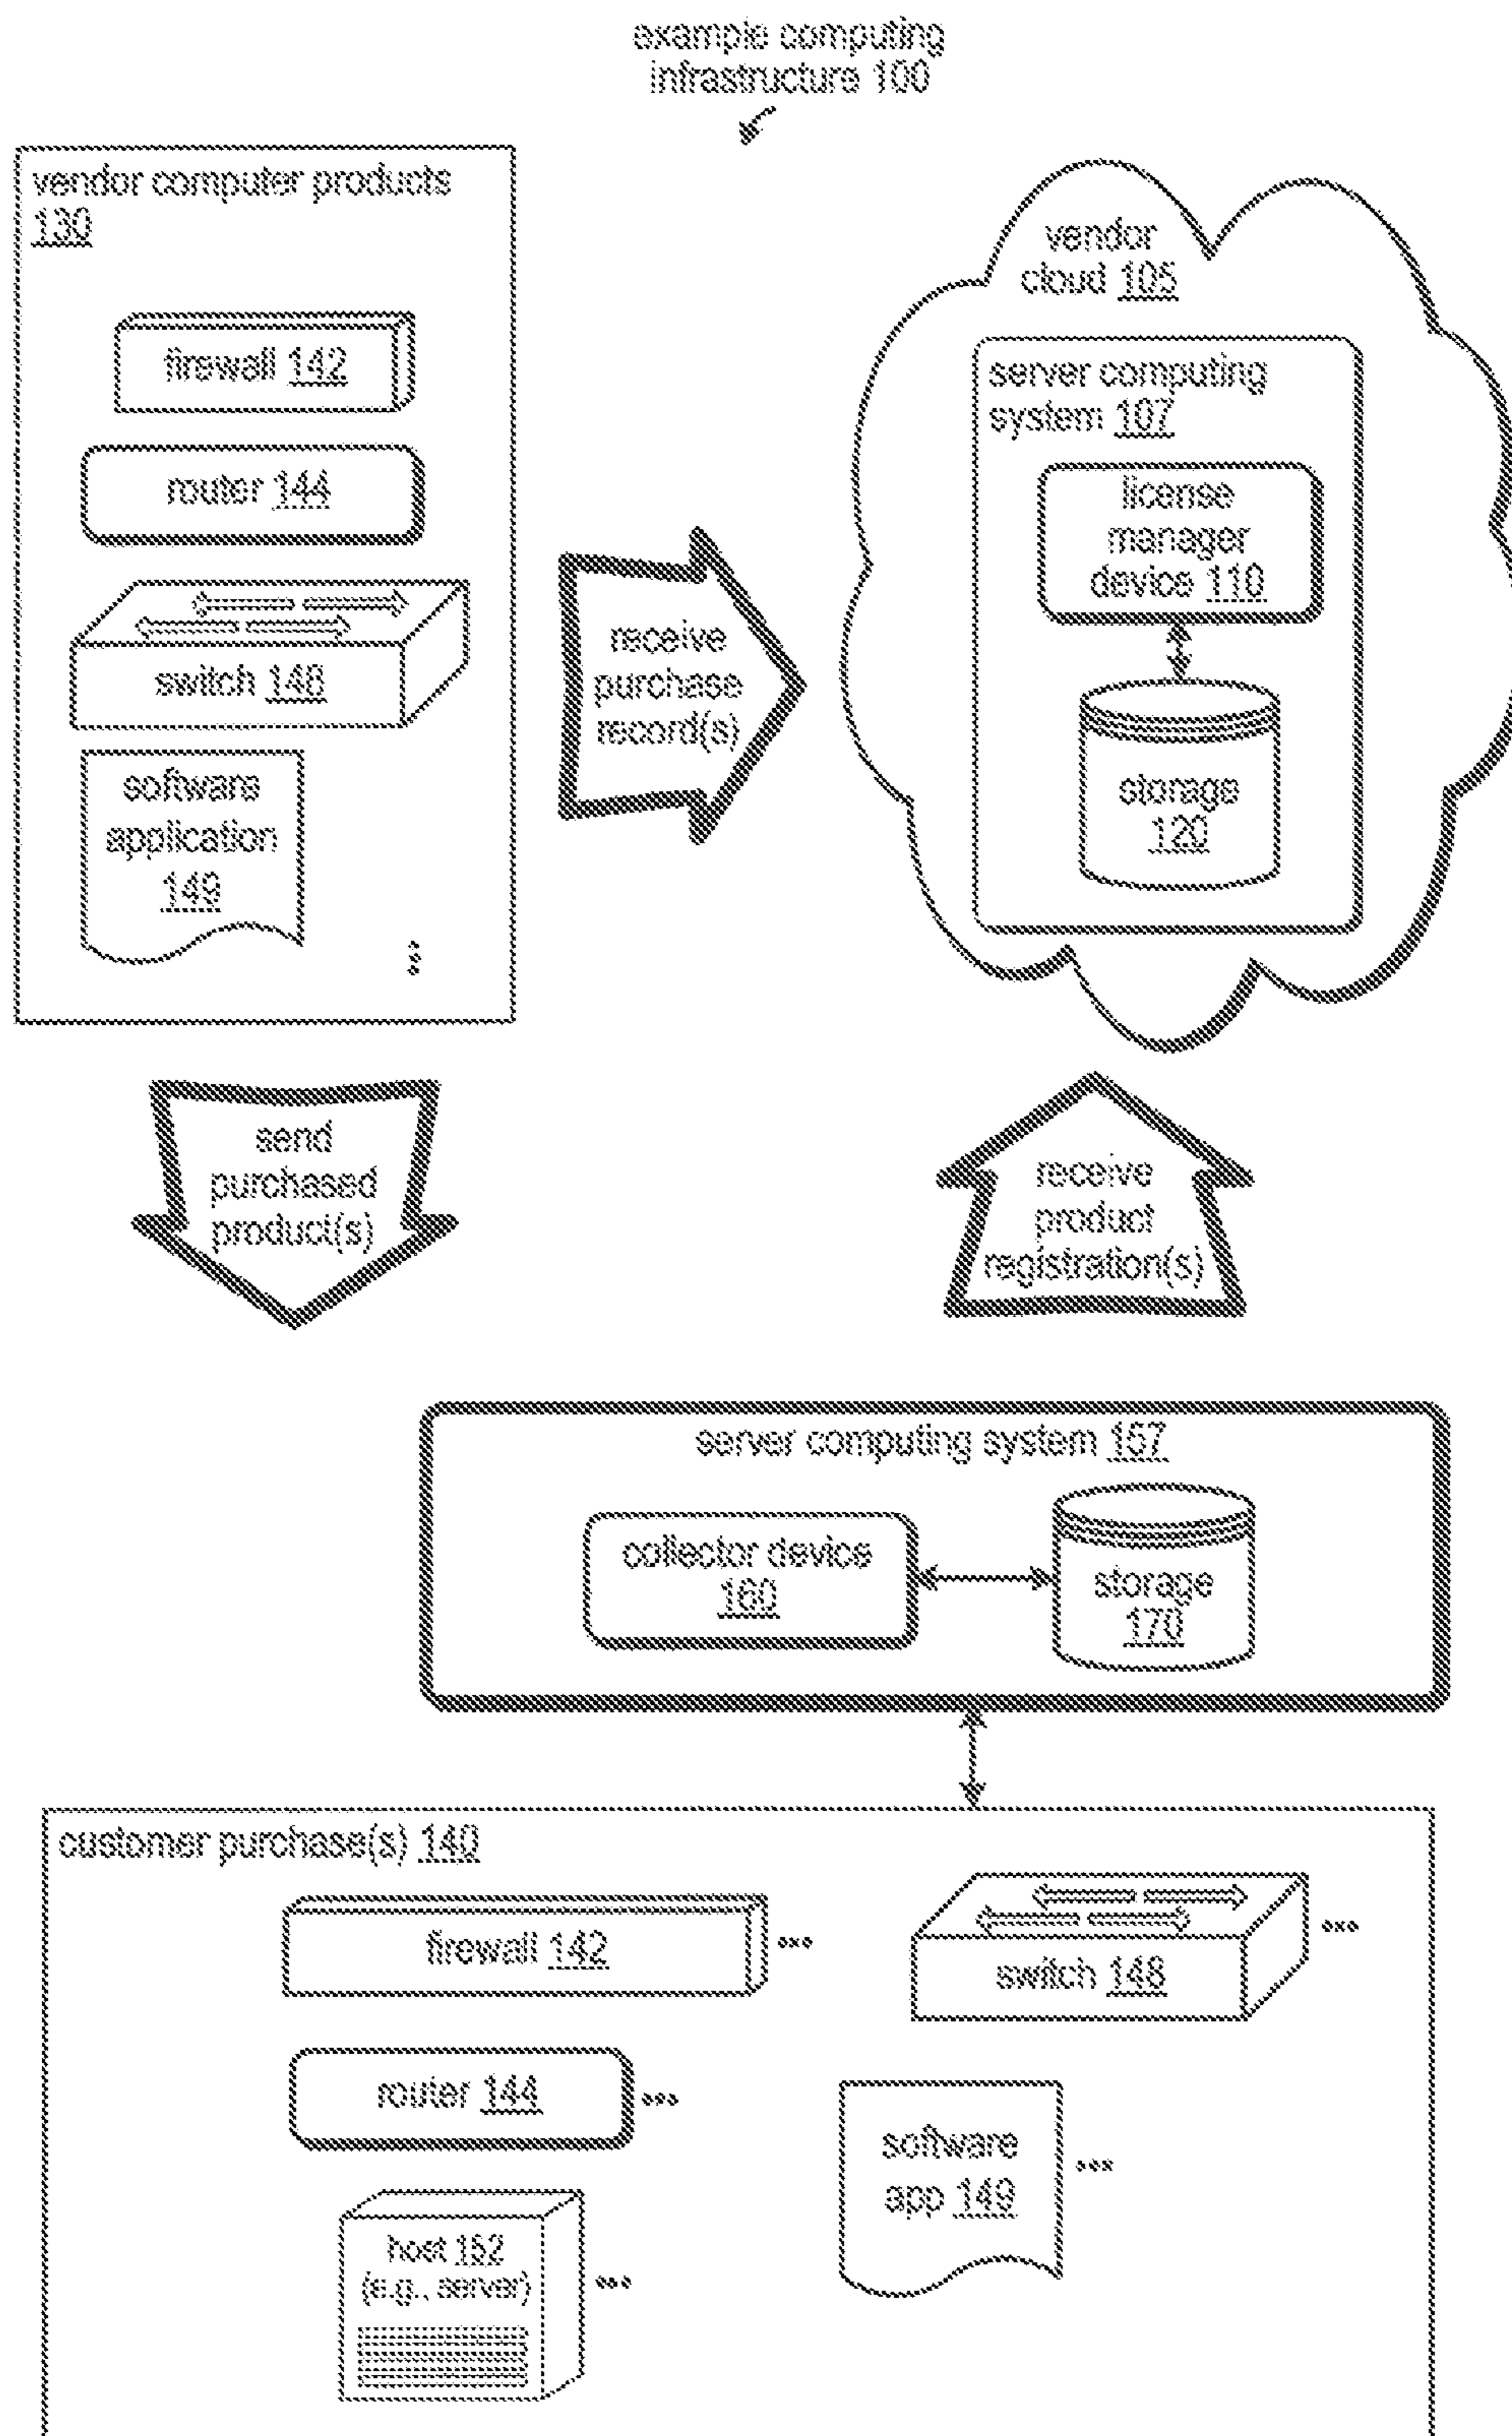 example computing
infrastructure 100
vendor computer products
130
firewall 142
router 144
switch 148
software
application
149
receive
purchase
record(s)
vendor
cloud 105
server computing
system 107
license
manager
device 110
storage
120
send
purchased
product(s)
receive
product
registration(s)
server computing system 157
collector device
160
storage
170
customer purchase(s) 140
firewall 142
switch 148
router 144
software
app 149
host 152
(e.g., server)